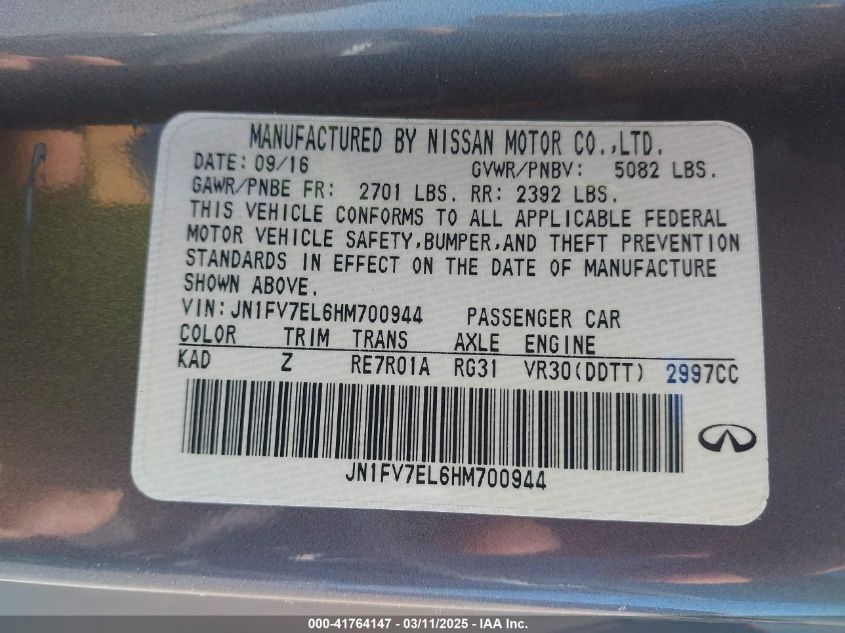 MANUFACTURED BY NISSAN MOTOR CO.,LTD.
DATE: 09/16 GVWR/PNBV: 5082 LBS.
GAWR/PNBE FR: 2701 LBS. RR: 2392 LBS.
THIS VEHICLE CONFORMS TO ALL APPLICABLE FEDERAL
MOTOR VEHICLE SAFETY,BUMPER,AND THEFT PREVENTION
STANDARDS IN EFFECT ON THE DATE OF MANUFACTURE
SHOWN ABOVE.
VIN:JN1FV7EL6HM700944 PASSENGER CAR
COLOR TRIM TRANS AXLE ENGINE
KAD Z RE7R01A RG31 VR30(DDTT) 2997CC
JN1FV7EL6HM700944
000-41764147 - 03/11/2025 - IAA Inc.